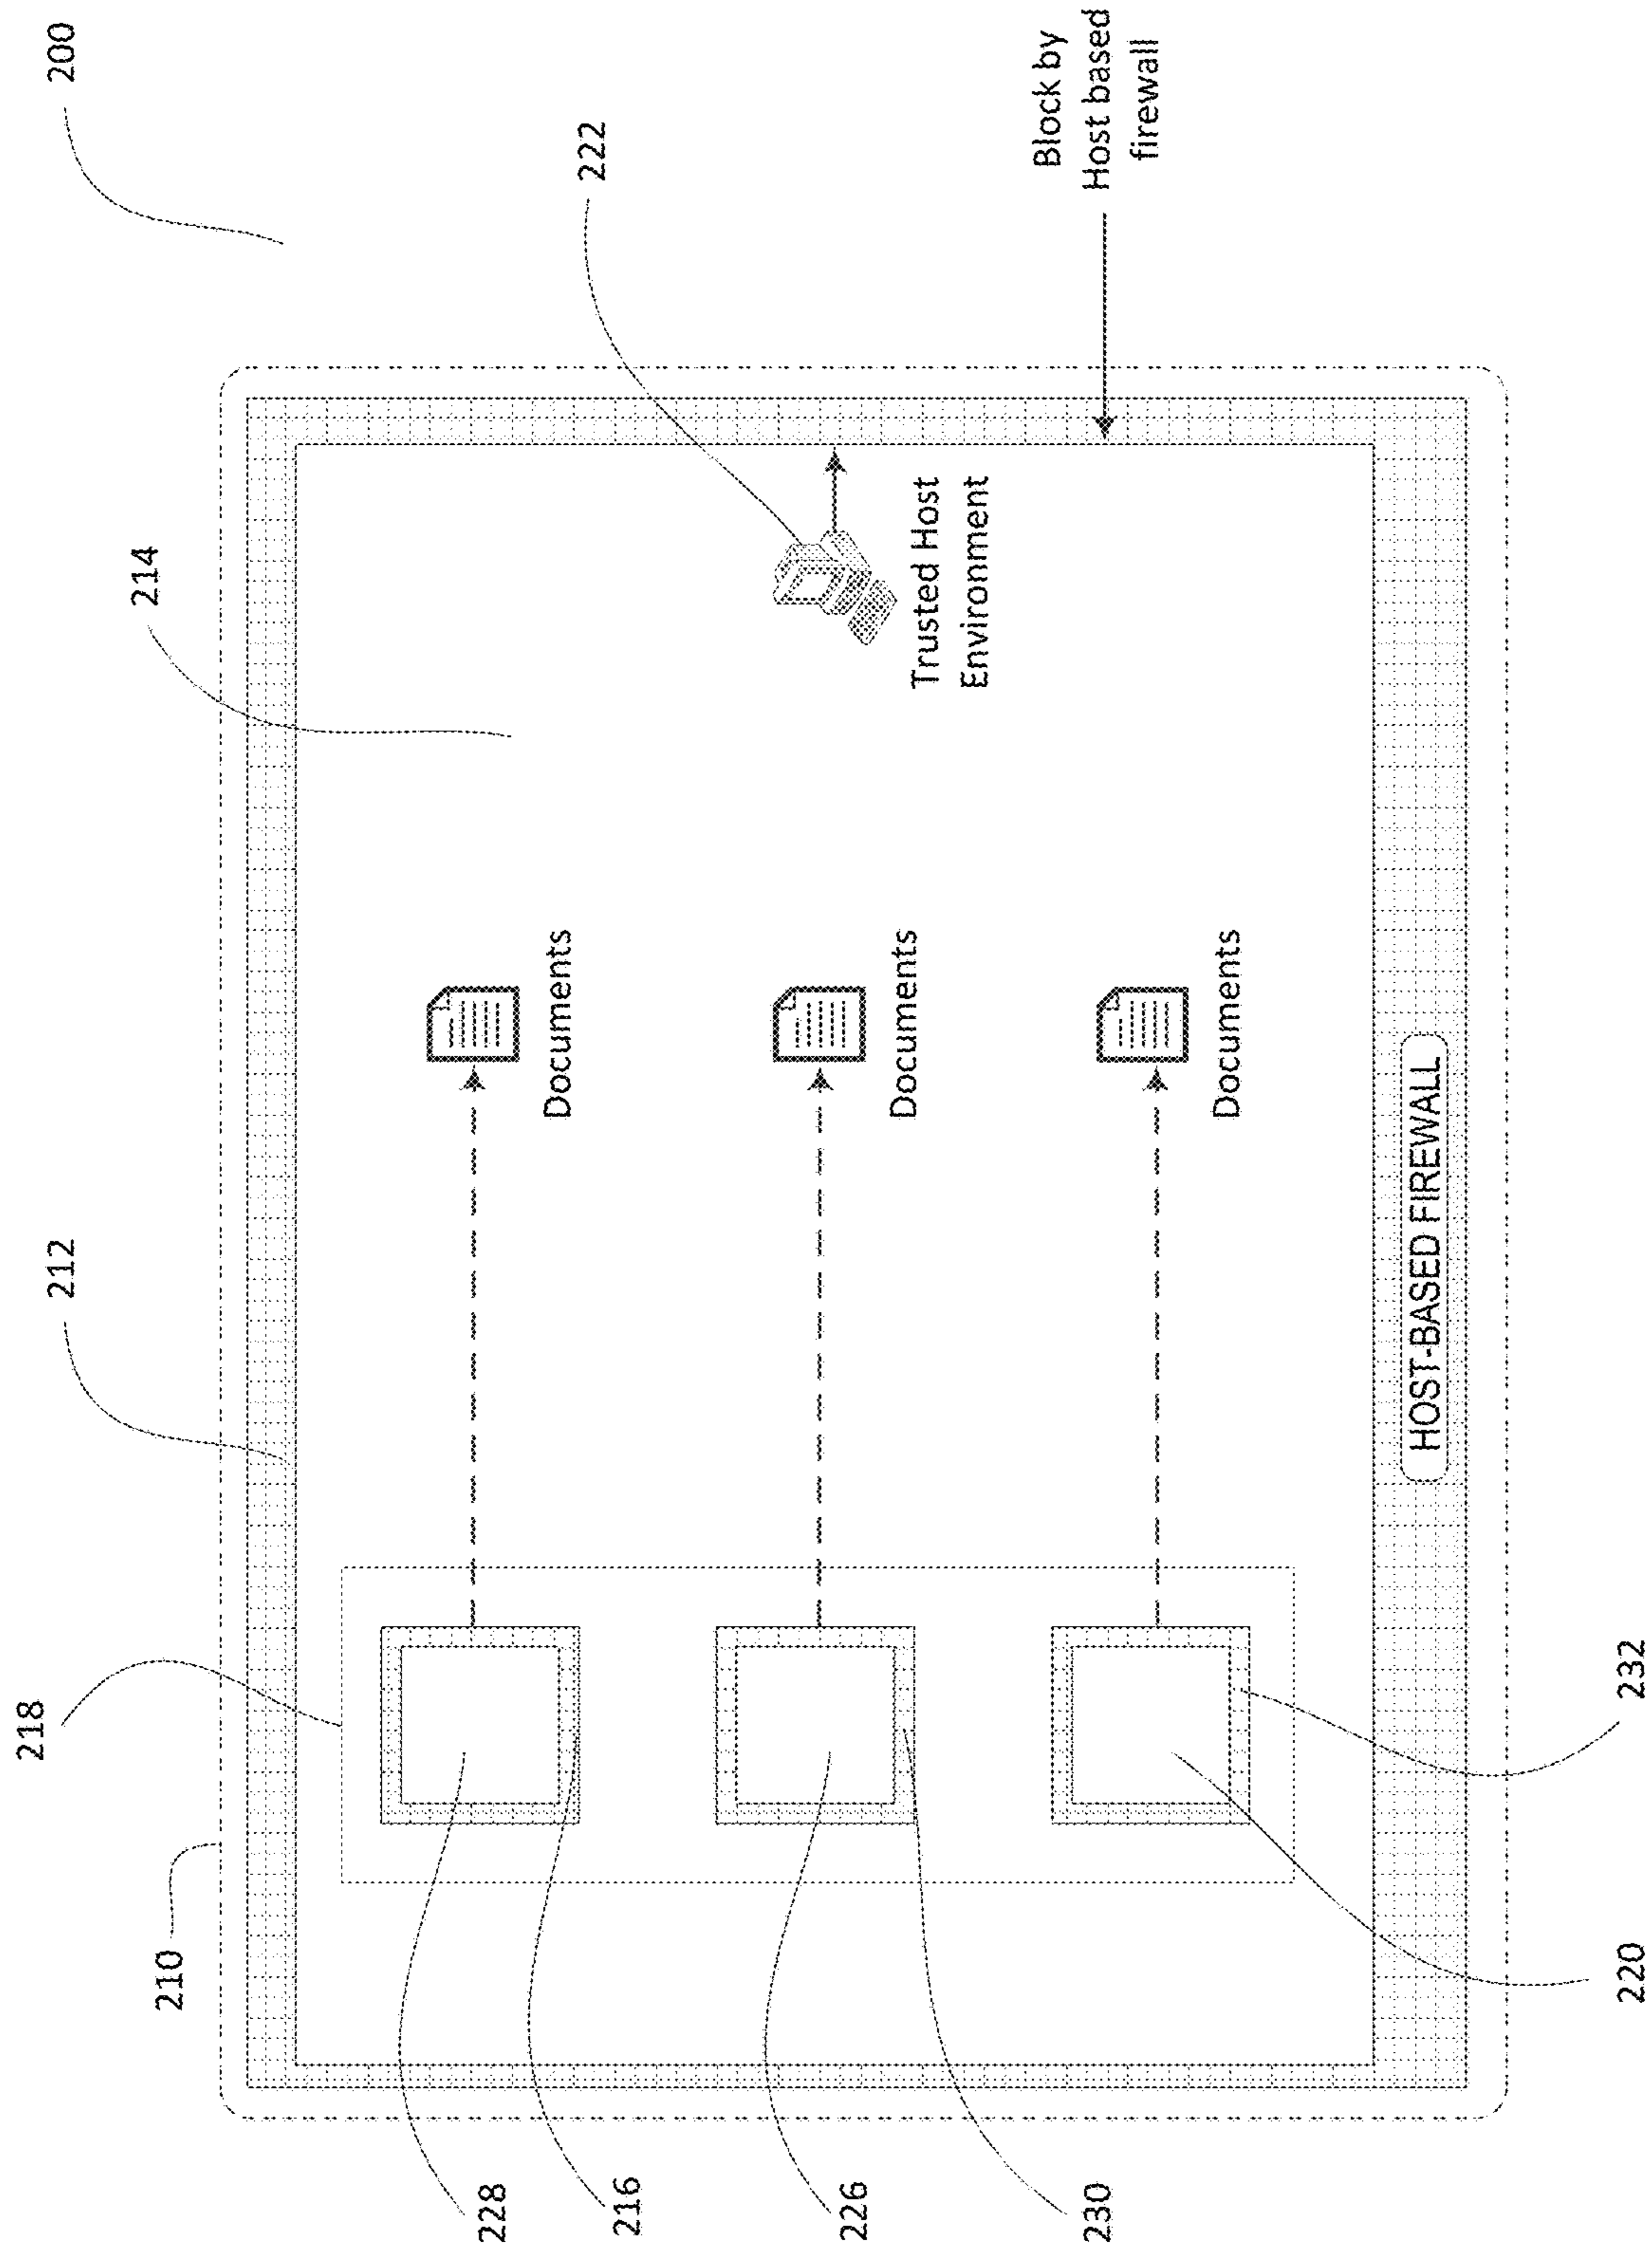 218
212
200
214
210
228
Documents
222
216
226
Documents
Trusted Host
Environment
Block by
Host based
firewall
230
Documents
HOST-BASED FIREWALL
220
232